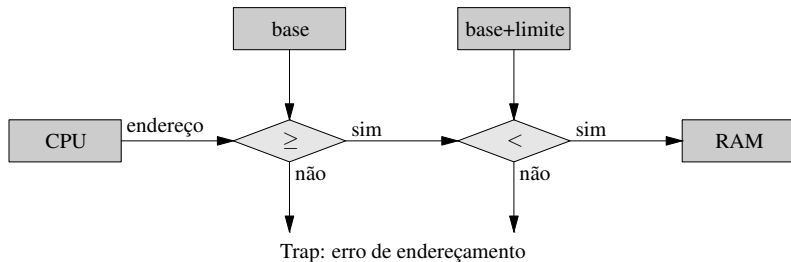 base
base+limite
CPU
endereço
≥
sim
<
sim
RAM
não
não
Trap: erro de endereçamento